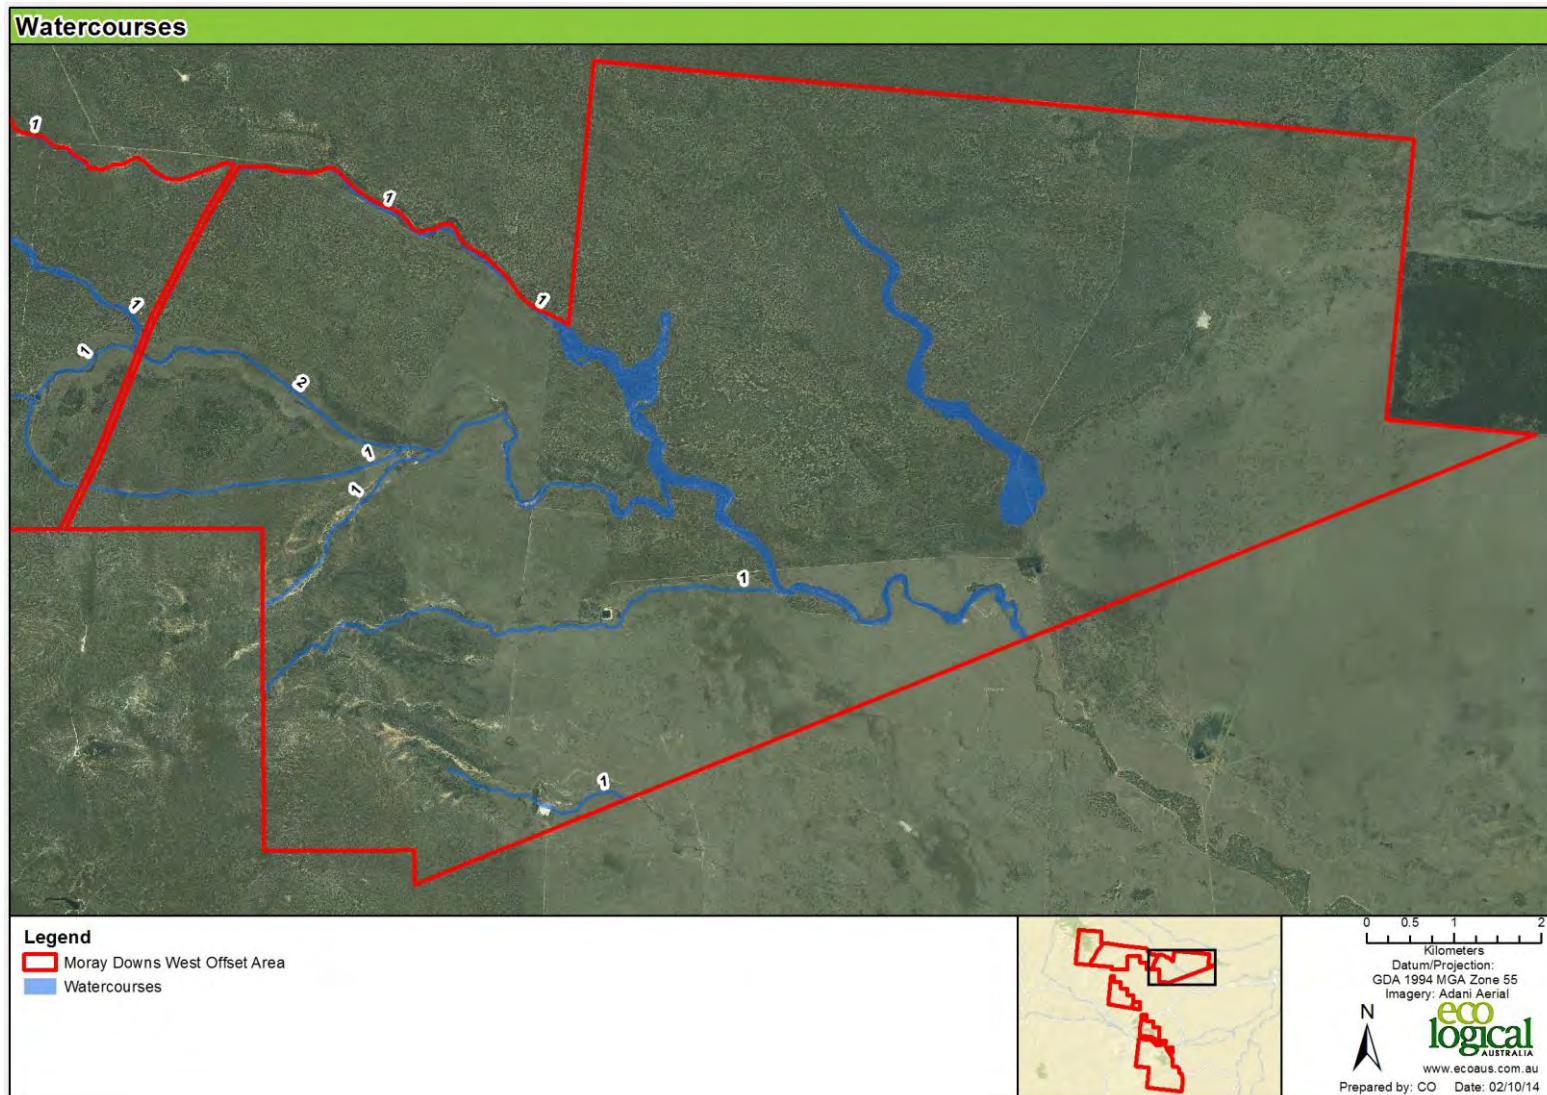 Watercourses
1
1
1
1
1
2
1
1
1
1
Legend
Moray Downs West Offset Area
Watercourses
0 0.5 1 2
Kilometers
Datum/Projection:
GDA 1994 MGA Zone 55
Imagery: Adani Aerial
N
eco
logical
AUSTRALIA
www.ecoaus.com.au
Prepared by: CO Date: 02/10/14